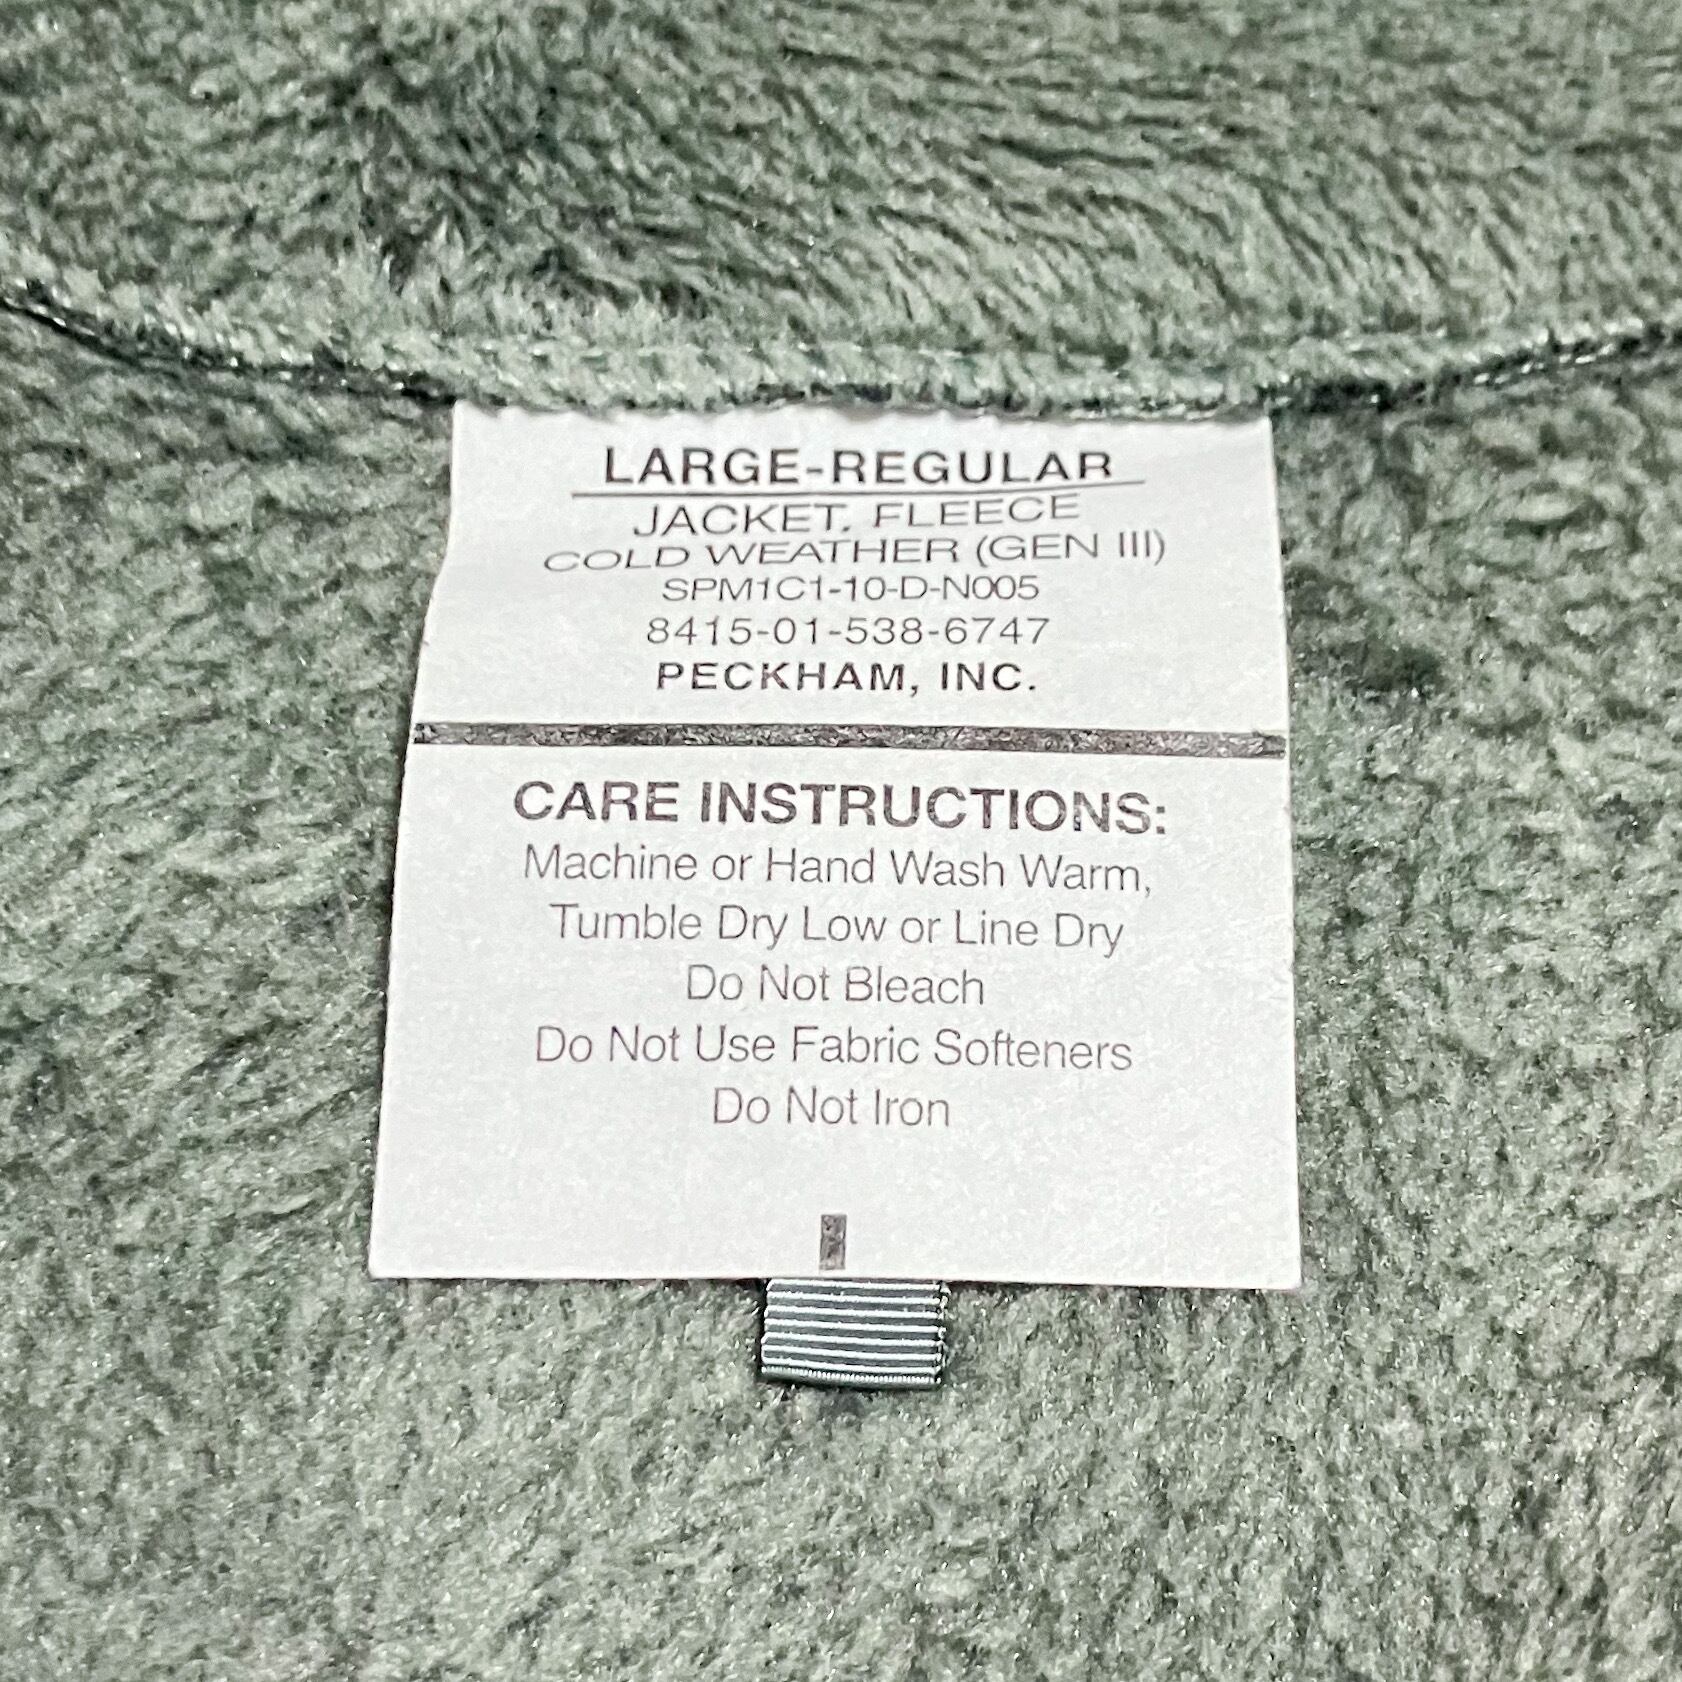 LARGE-REGULAR
JACKET, FLEECE
COLD WEATHER (GEN III)
SPM1C1-10-D-N005
8415-01-538-6747
PECKHAM, INC.
CARE INSTRUCTIONS:
Machine or Hand Wash Warm,
Tumble Dry Low or Line Dry
Do Not Bleach
Do Not Use Fabric Softeners
Do Not Iron